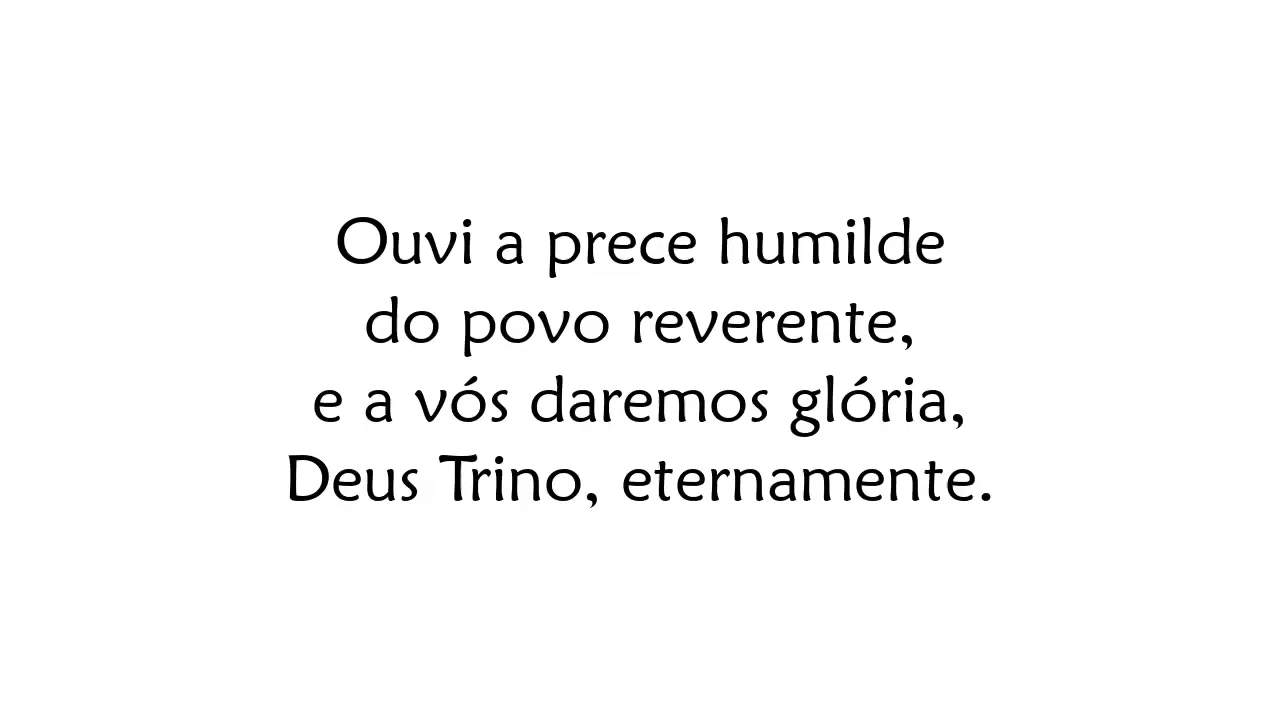 Ouvi a prece humilde
do povo reverente,
e a vós daremos glória,
Deus Trino, eternamente.